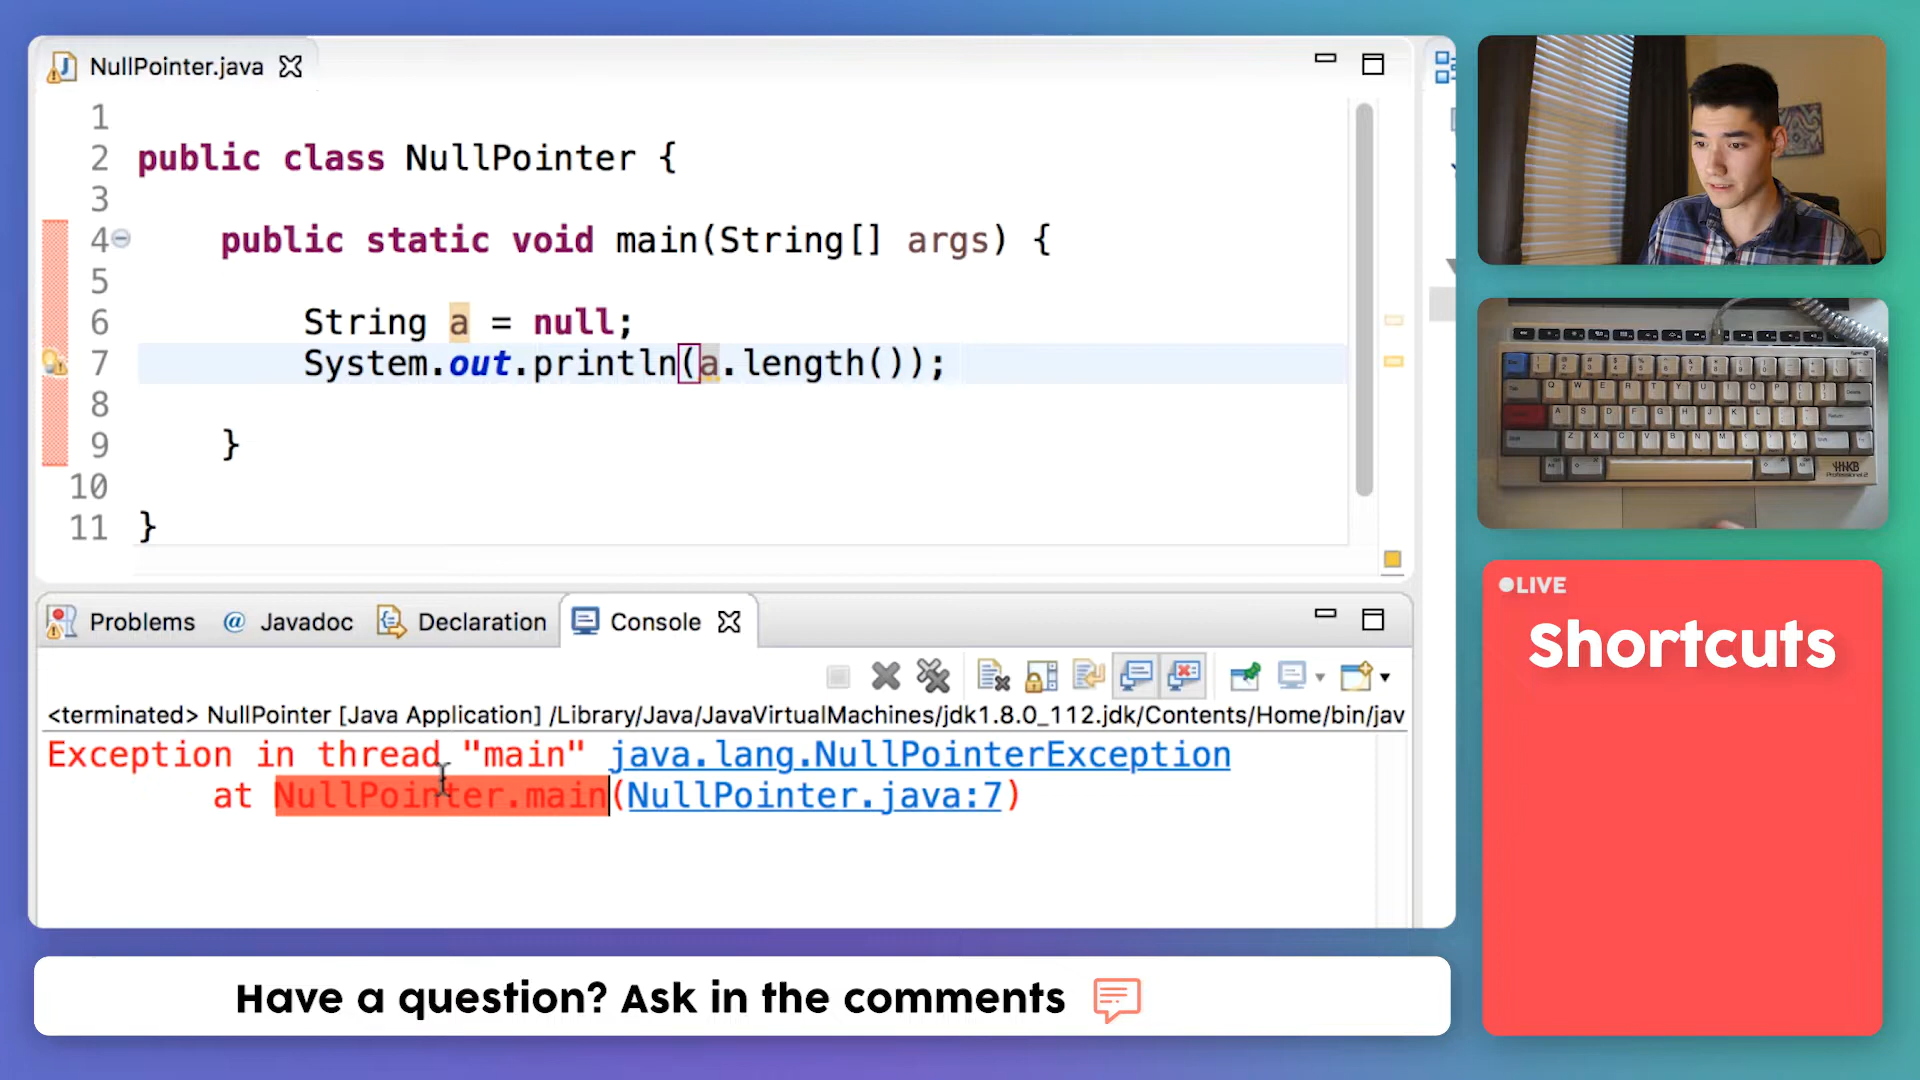 NullPointer.java
1
2 public class NullPointer {
3
4 public static void main(String[] args) {
5
6 String a = null;
7 System.out.println(a.length());
8
9 }
10
11 }
Problems @ Javadoc Declaration Console
<terminated> NullPointer [Java Application] /Library/Java/JavaVirtualMachines/jdk1.8.0_112.jdk/Contents/Home/bin/jav
Exception in thread "main" java.lang.NullPointerException
at NullPointer.main(NullPointer.java:7)
Have a question? Ask in the comments
HHKB
Professional 2
LIVE
Shortcuts